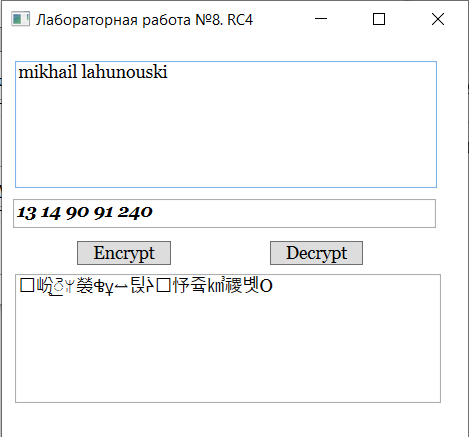 Лабораторная работа №8. RC4
mikhail lahunouski
13 14 90 91 240
Encrypt
Decrypt